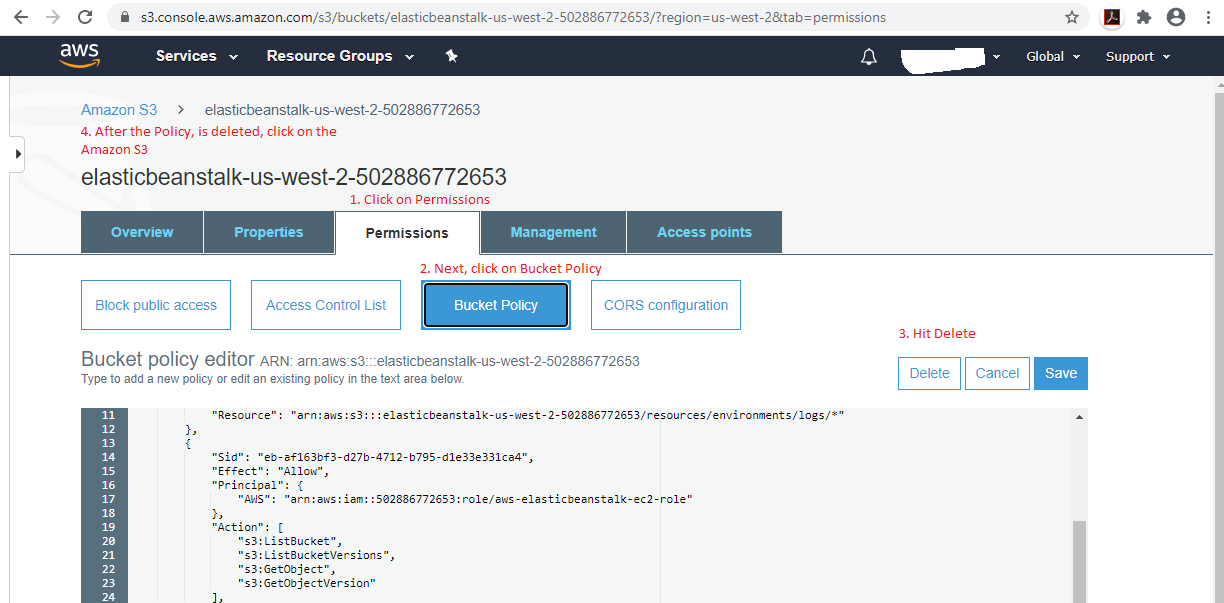 s3.console.aws.amazon.com/s3/buckets/elasticbeanstalk-us-west-2-502886772653/?region=us-west-2&tab=permissions
aws Services Resource Groups Global Support
Amazon S3 > elasticbeanstalk-us-west-2-502886772653
4. After the Policy, is deleted, click on the
Amazon S3
elasticbeanstalk-us-west-2-502886772653
1. Click on Permissions
Overview Properties Permissions Management Access points
2. Next, click on Bucket Policy
Block public access Access Control List Bucket Policy CORS configuration
3. Hit Delete
Bucket policy editor ARN: arn:aws:s3:::elasticbeanstalk-us-west-2-502886772653
Type to add a new policy or edit an existing policy in the text area below.
Delete Cancel Save
11 "Resource": "arn:aws:s3:::elasticbeanstalk-us-west-2-502886772653/resources/environments/logs/*"
12 },
13 {
14 "Sid": "eb-af163bf3-d27b-4712-b795-d1e33e331ca4",
15 "Effect": "Allow",
16 "Principal": {
17 "AWS": "arn:aws:iam::502886772653:role/aws-elasticbeanstalk-ec2-role"
18 },
19 "Action": [
20 "s3:ListBucket",
21 "s3:ListBucketVersions",
22 "s3:GetObject",
23 "s3:GetObjectVersion"
24 ],